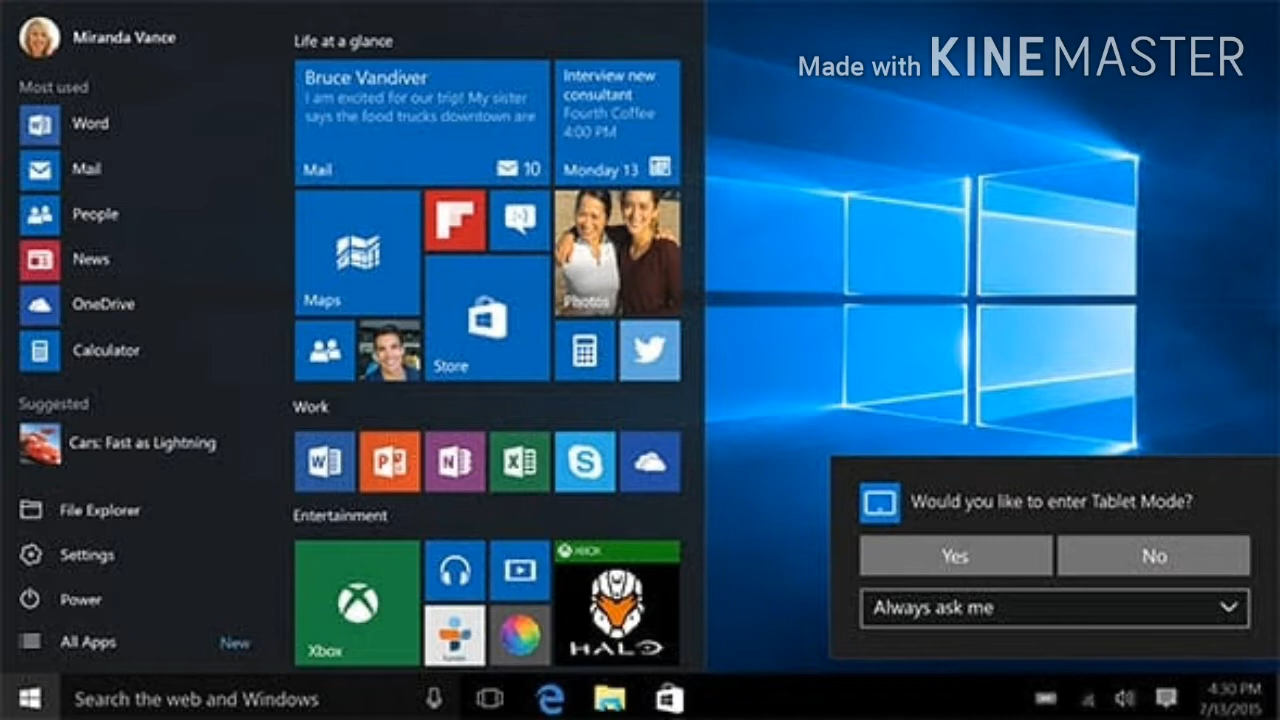 Miranda Vance
Most used
Word
Mail
People
News
OneDrive
Calculator
Suggested
Cars: Fast as Lightning
File Explorer
Settings
Power
All Apps New
Life at a glance
Bruce Vandiver
I am excited for our trip! My sister
says the food trucks downtown are
Mail 10
Interview new
consultant
Fourth Coffee
4:00 PM
Monday 13
Maps
Store
Photos
Work
Entertainment
Xbox
XBOX
HALO
Made with KINEMASTER
Would you like to enter Tablet Mode?
Yes No
Always ask me
Search the web and Windows
4:30 PM
7/13/2015